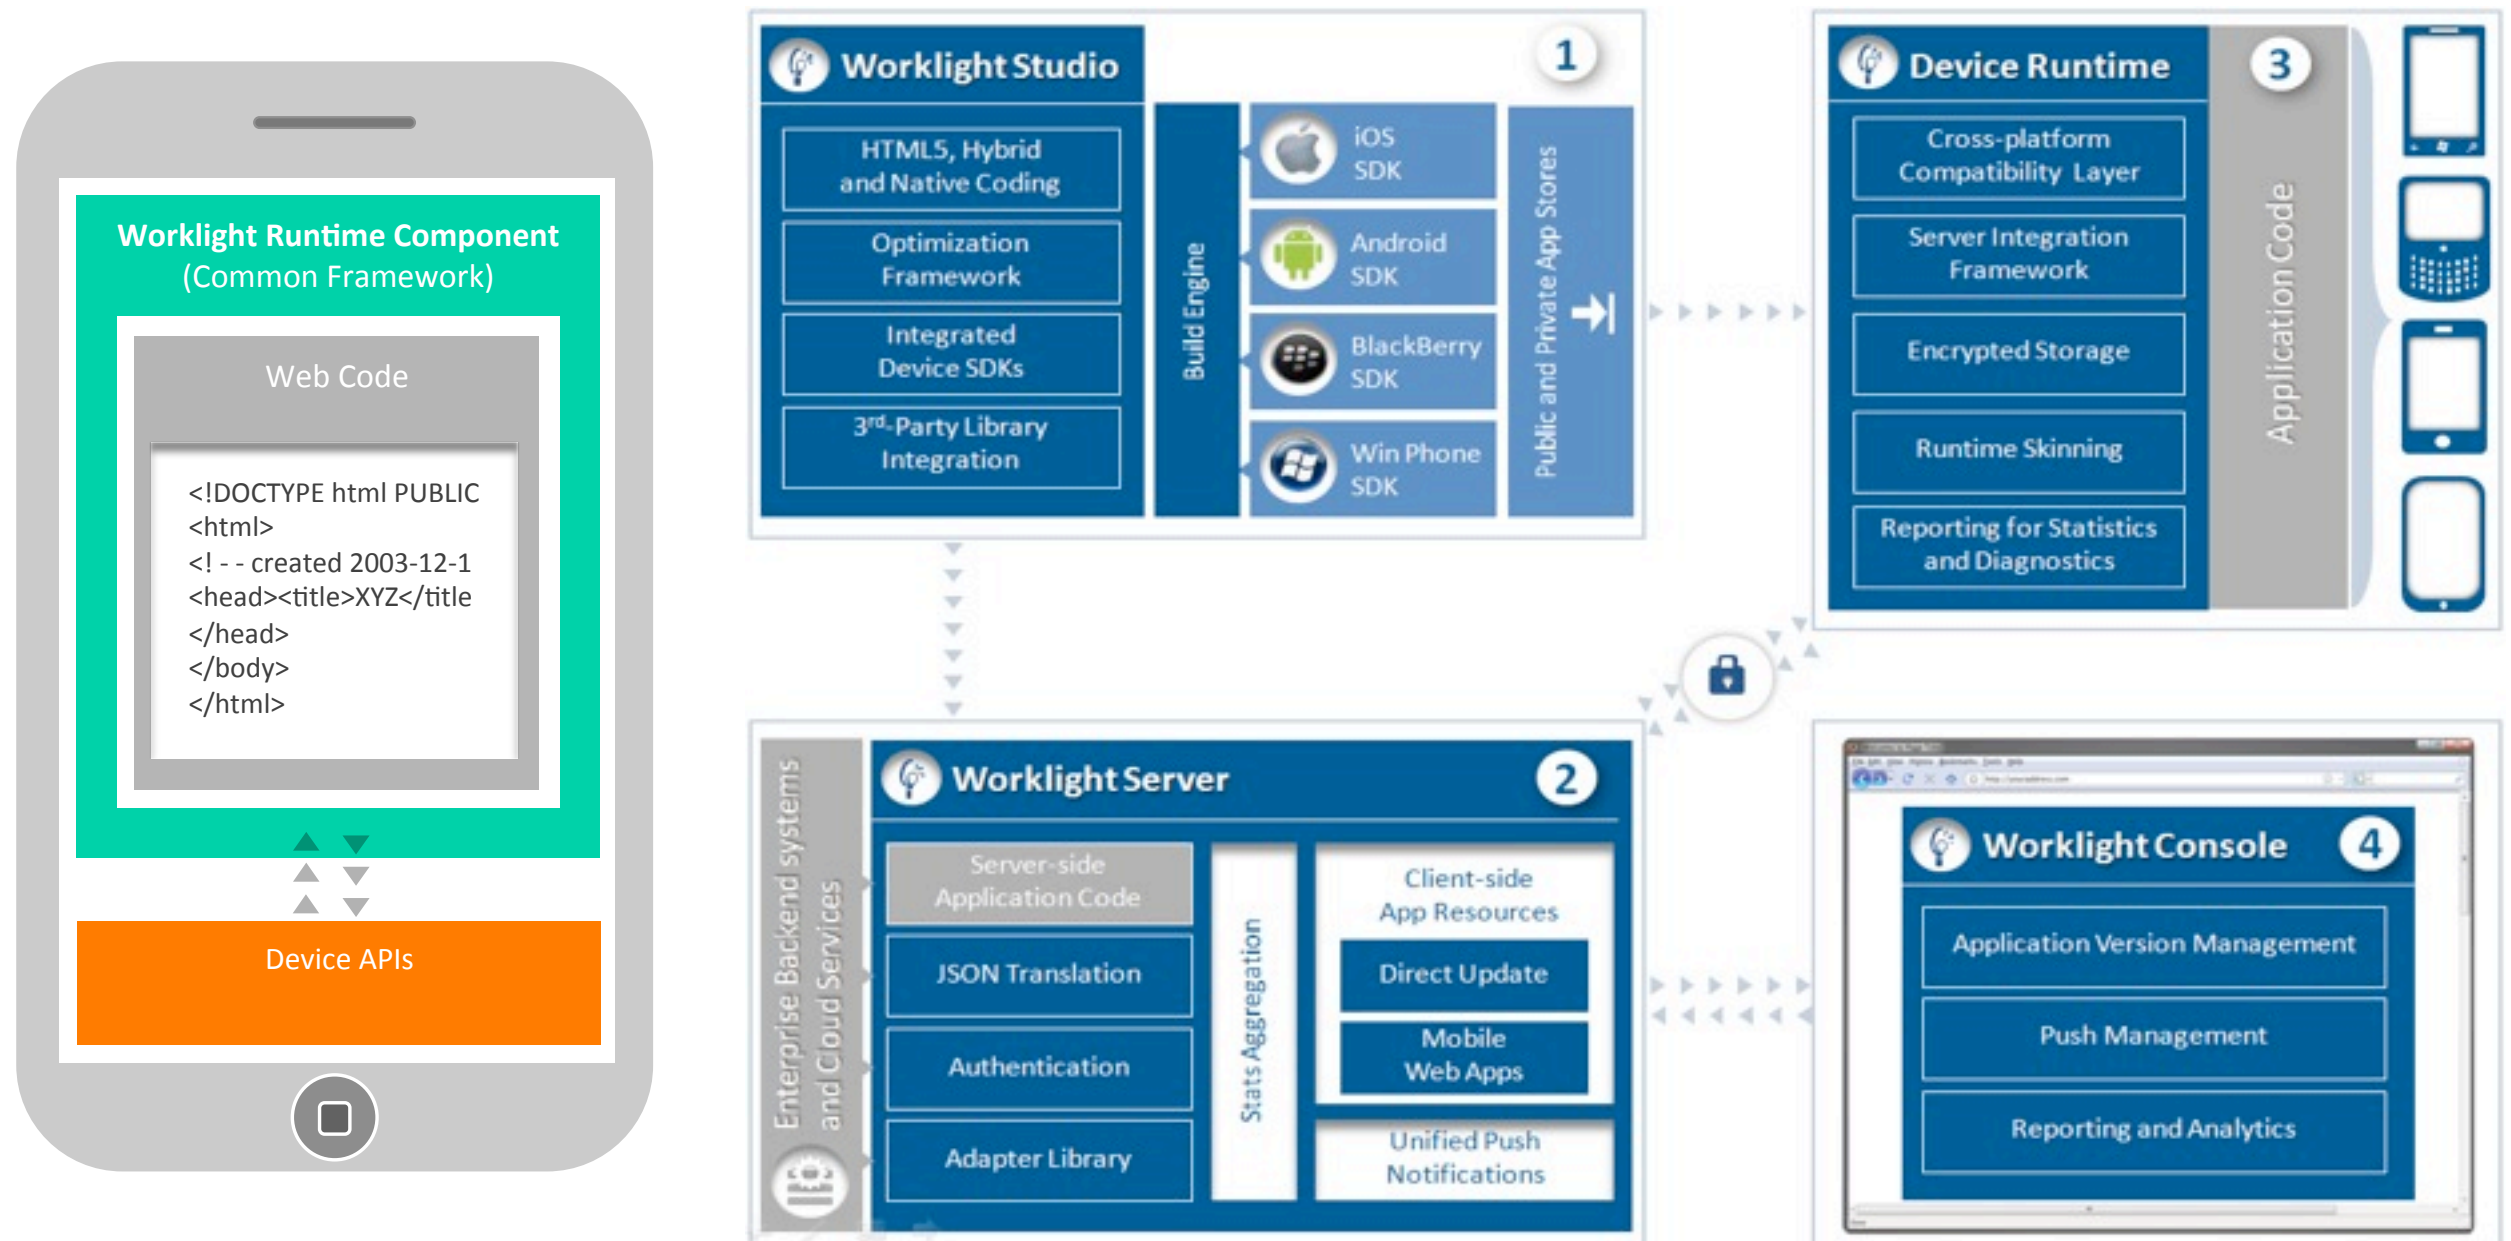 Worklight Runtime Component
(Common Framework)
Web Code
<!DOCTYPE html PUBLIC
<html>
<! - - created 2003-12-1
<head><title>XYZ</title
</head>
</body>
</html>
Device APIs
Worklight Studio
1
HTML5, Hybrid
and Native Coding
Optimization
Framework
Integrated
Device SDKs
3rd-Party Library
Integration
Build Engine
iOS
SDK
Android
SDK
BlackBerry
SDK
Win Phone
SDK
Public and Private App Stores
Device Runtime
3
Cross-platform
Compatibility Layer
Server Integration
Framework
Encrypted Storage
Runtime Skinning
Reporting for Statistics
and Diagnostics
Application Code
Enterprise Backend systems
and Cloud Services
Worklight Server
2
Server-side
Application Code
JSON Translation
Authentication
Adapter Library
Stats Aggregation
Client-side
App Resources
Direct Update
Mobile
Web Apps
Unified Push
Notifications
Worklight Console
4
Application Version Management
Push Management
Reporting and Analytics